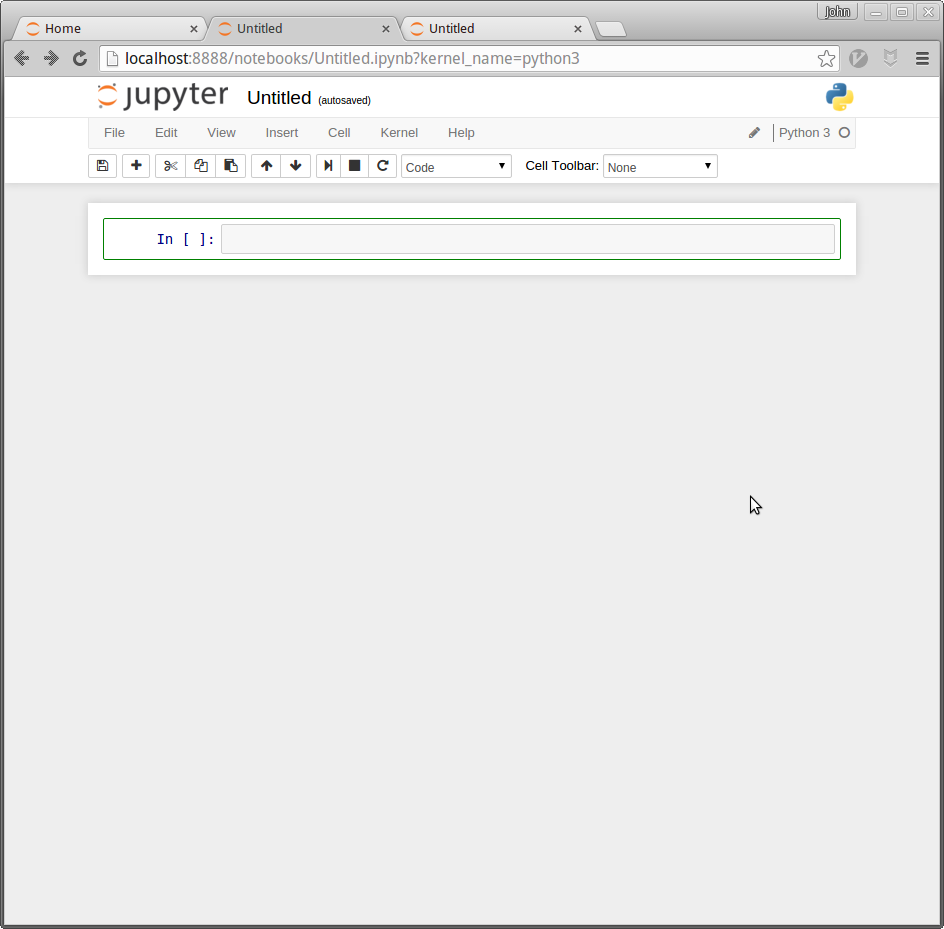 John
Home Untitled Untitled
localhost:8888/notebooks/Untitled.ipynb?kernel_name=python3
jupyter Untitled (autosaved)
File Edit View Insert Cell Kernel Help Python 3
Code Cell Toolbar: None
In [ ]: